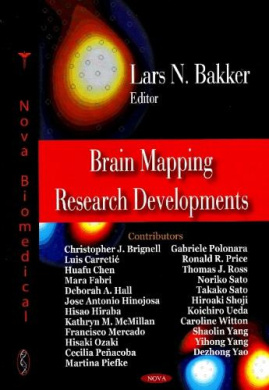 Nova Biomedical
Lars N. Bakker
Editor
Brain Mapping
Research Developments
Contributors
Christopher J. Brignell
Luis Carretié
Huafu Chen
Mara Fabri
Deborah A. Hall
Jose Antonio Hinojosa
Hisao Hiraba
Kathryn M. McMillan
Francisco Mercado
Hisaki Ozaki
Cecilia Peñacoba
Martina Piefke
Gabriele Polonara
Ronald R. Price
Thomas J. Ross
Noriko Sato
Takako Sato
Hiroaki Shoji
Koichiro Ueda
Caroline Witton
Shaolin Yang
Yihong Yang
Dezhong Yao
NOVA